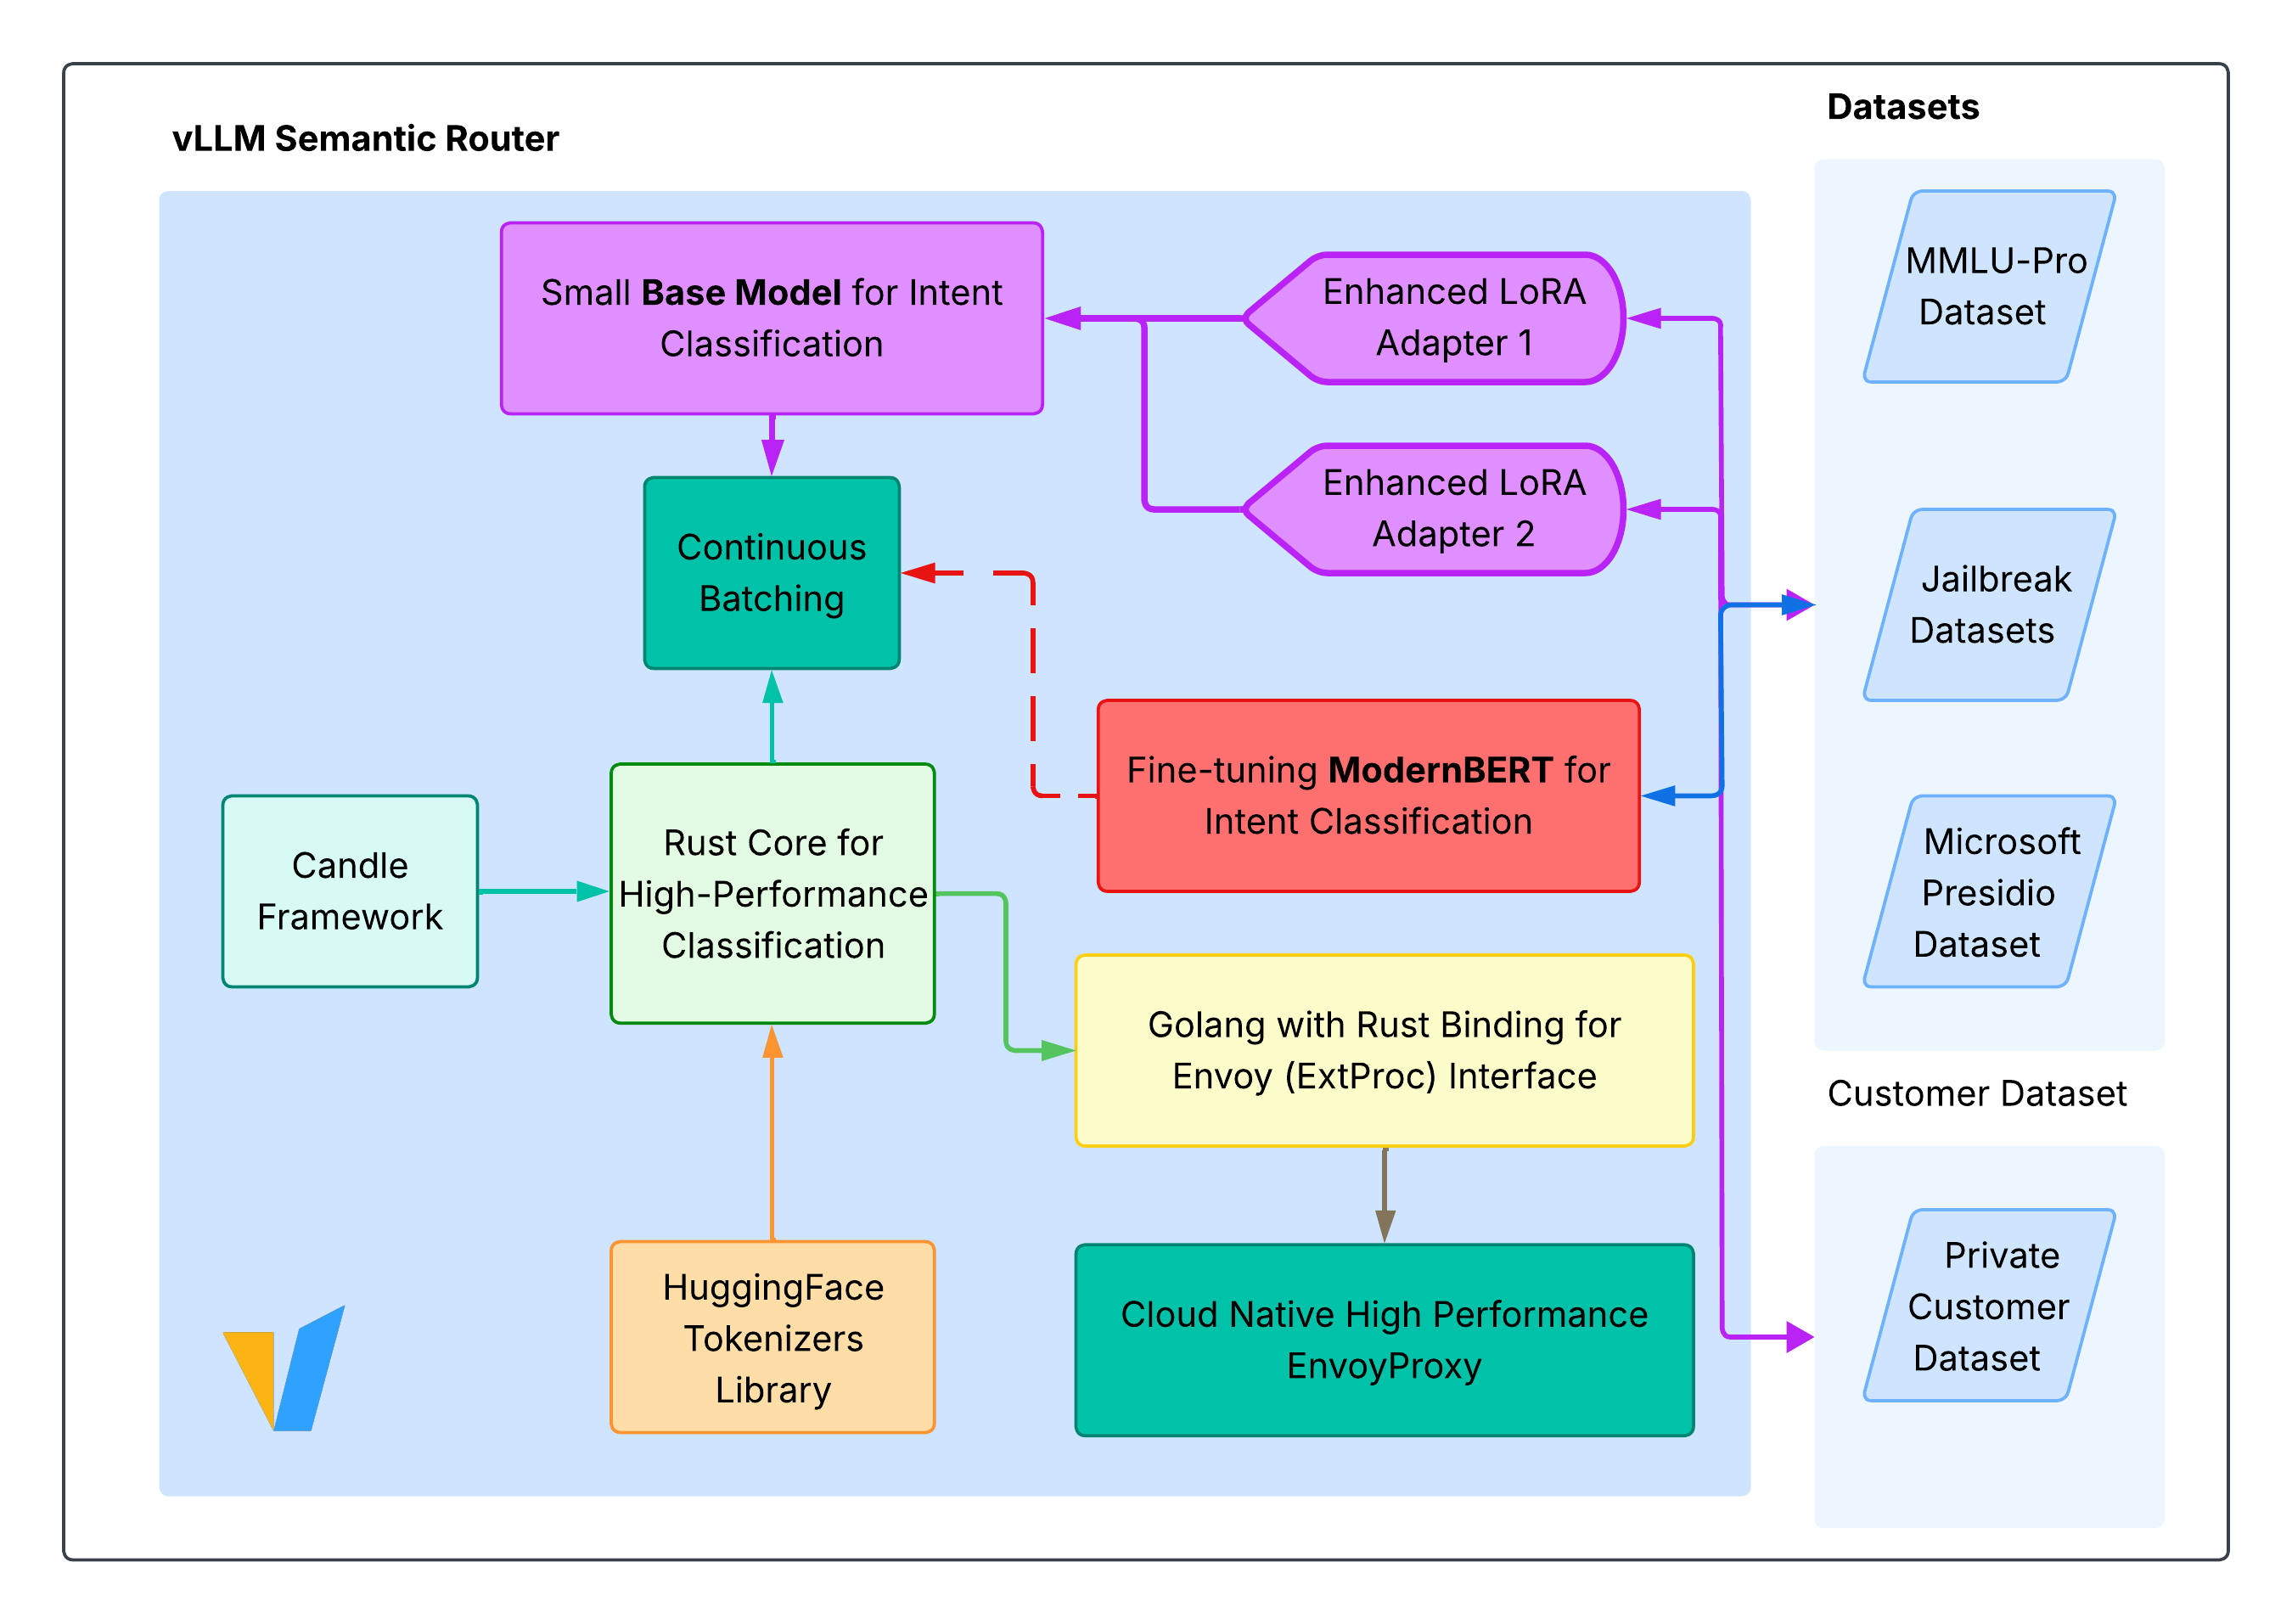 vLLM Semantic Router
Datasets
Small Base Model for Intent
Classification
Enhanced LoRA
Adapter 1
MMLU-Pro
Dataset
Continuous
Batching
Enhanced LoRA
Adapter 2
Jailbreak
Datasets
Fine-tuning ModernBERT for
Intent Classification
Candle
Framework
Rust Core for
High-Performance
Classification
Microsoft
Presidio
Dataset
Golang with Rust Binding for
Envoy (ExtProc) Interface
Customer Dataset
HuggingFace
Tokenizers
Library
Cloud Native High Performance
EnvoyProxy
Private
Customer
Dataset